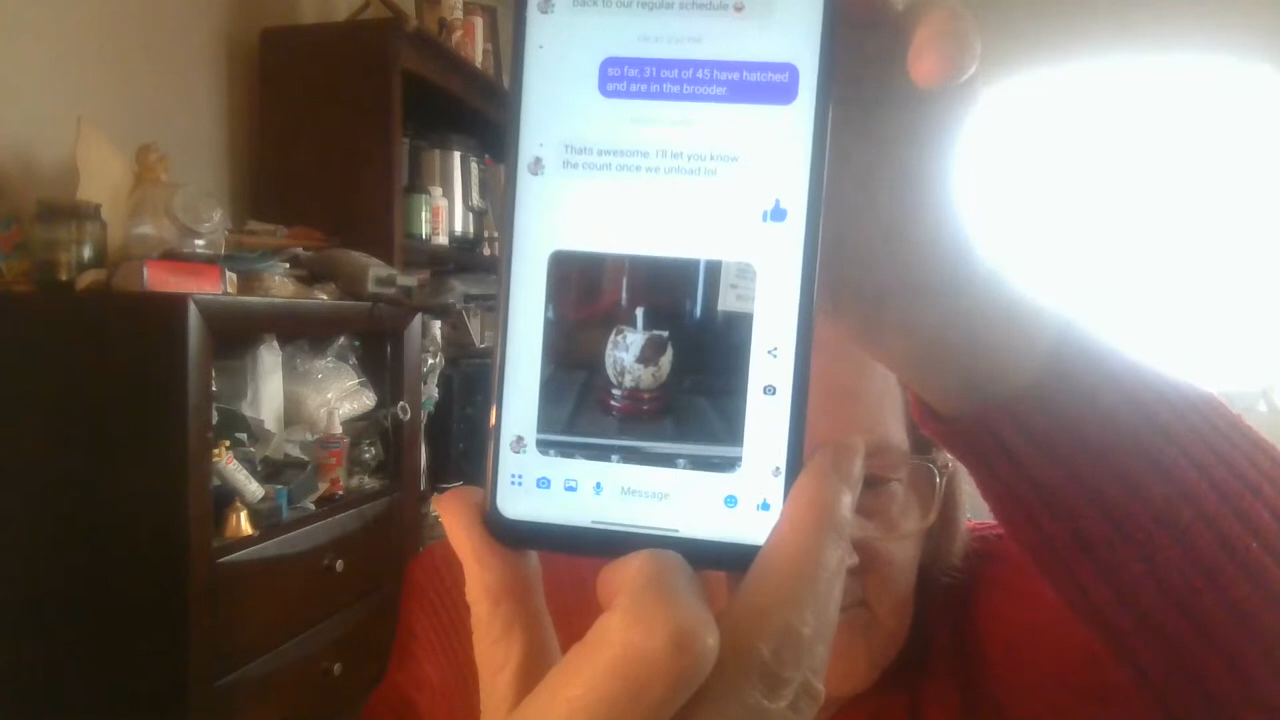 back to our regular schedule 😁
so far, 31 out of 45 have hatched
and are in the brooder.
Thats awesome. I'll let you know
the count once we unload lol
Message